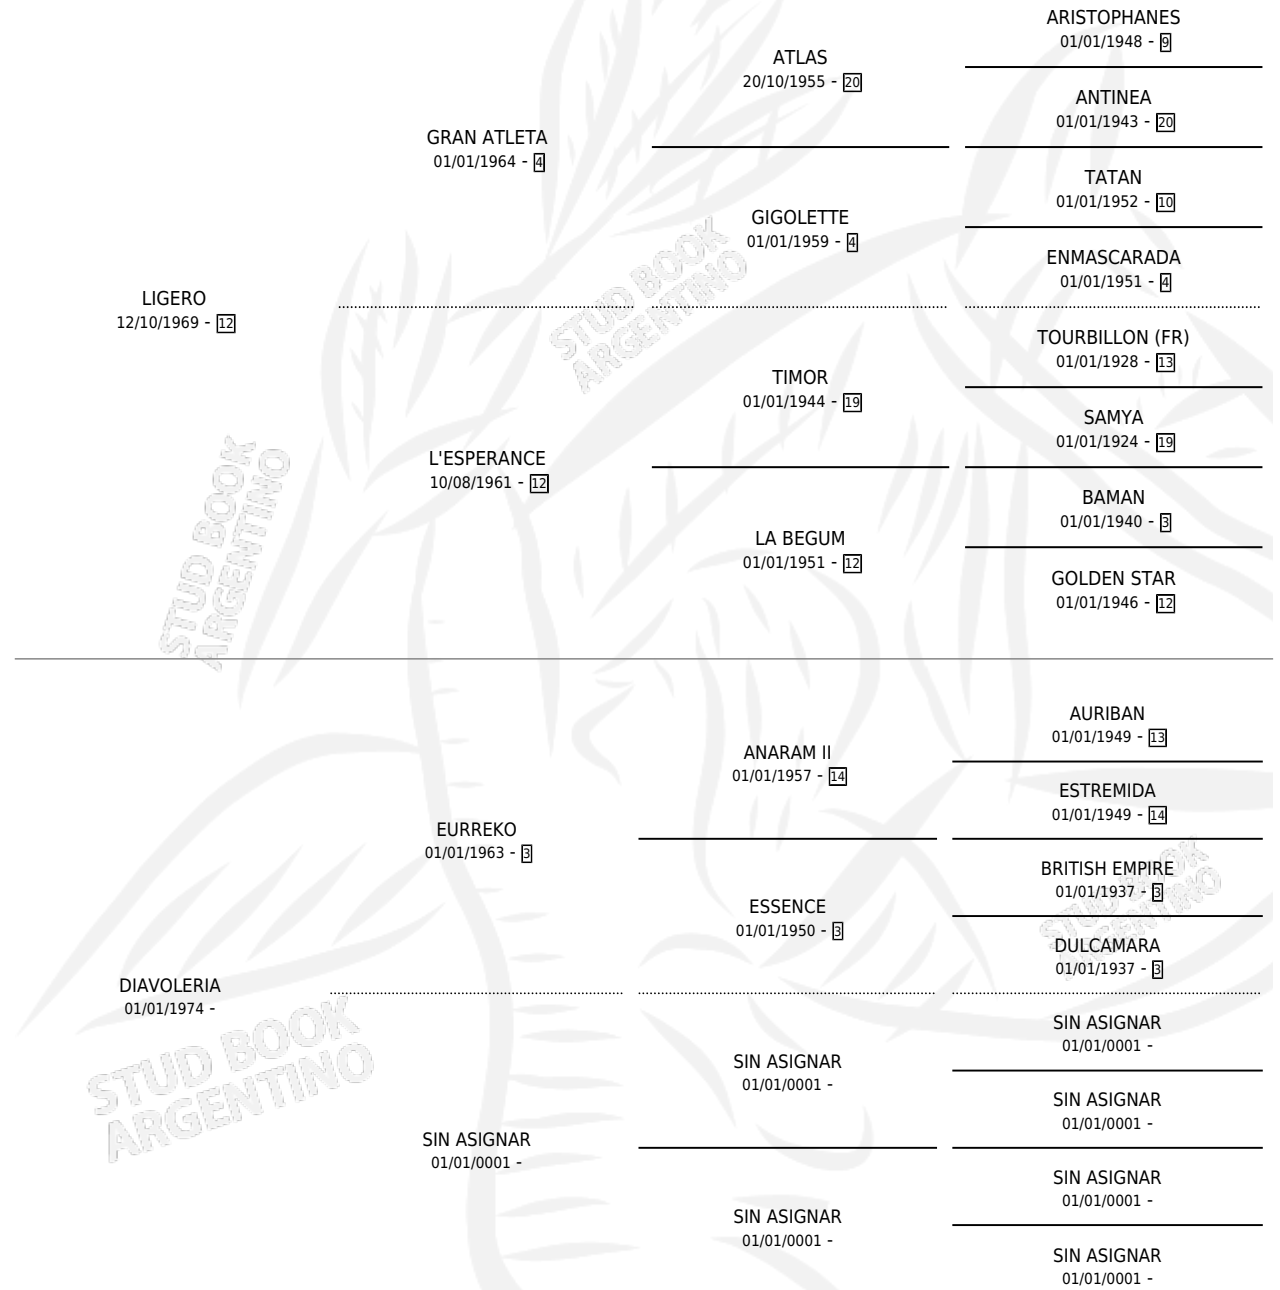 ARISTOPHANES
01/01/1948 - 9
ATLAS
20/10/1955 - 20
ANTINEA
01/01/1943 - 20
GRAN ATLETA
01/01/1964 - 4
TATAN
01/01/1952 - 10
GIGOLETTE
01/01/1959 - 4
ENMASCARADA
01/01/1951 - 4
LIGERO
12/10/1969 - 12
TOURBILLON (FR)
01/01/1928 - 13
TIMOR
01/01/1944 - 19
SAMYA
01/01/1924 - 19
L'ESPERANCE
10/08/1961 - 12
BAMAN
01/01/1940 - 3
LA BEGUM
01/01/1951 - 12
GOLDEN STAR
01/01/1946 - 12
AURIBAN
01/01/1949 - 13
ANARAM II
01/01/1957 - 14
ESTREMIDA
01/01/1949 - 14
EURREKO
01/01/1963 - 3
BRITISH EMPIRE
01/01/1937 - 3
ESSENCE
01/01/1950 - 3
DULCAMARA
01/01/1937 - 3
DIAVOLERIA
01/01/1974 -
SIN ASIGNAR
01/01/0001 -
SIN ASIGNAR
01/01/0001 -
SIN ASIGNAR
01/01/0001 -
SIN ASIGNAR
01/01/0001 -
SIN ASIGNAR
01/01/0001 -
SIN ASIGNAR
01/01/0001 -
SIN ASIGNAR
01/01/0001 -
STUD BOOK
ARGENTINO
STUD BOOK
ARGENTINO
STUD BOOK
ARGENTINO
STUD BOOK
ARGENTINO